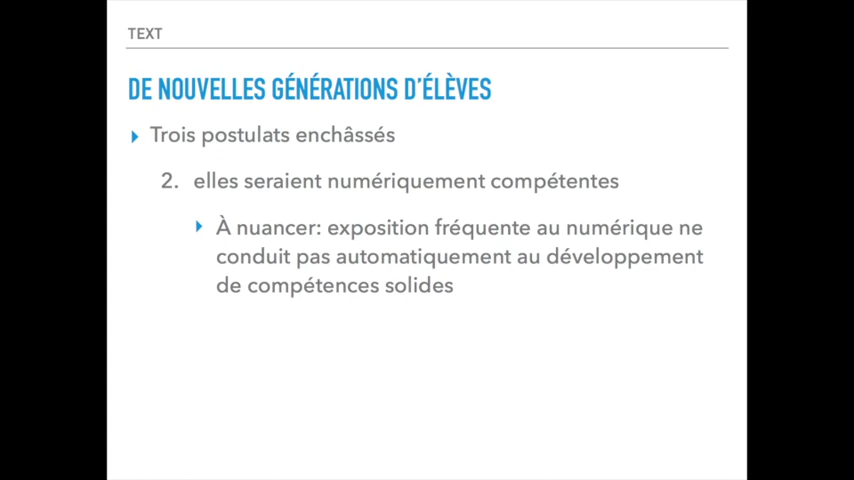 TEXT
DE NOUVELLES GÉNÉRATIONS D'ÉLÈVES
Trois postulats enchâssés
2. elles seraient numériquement compétentes
À nuancer: exposition fréquente au numérique ne
conduit pas automatiquement au développement
de compétences solides